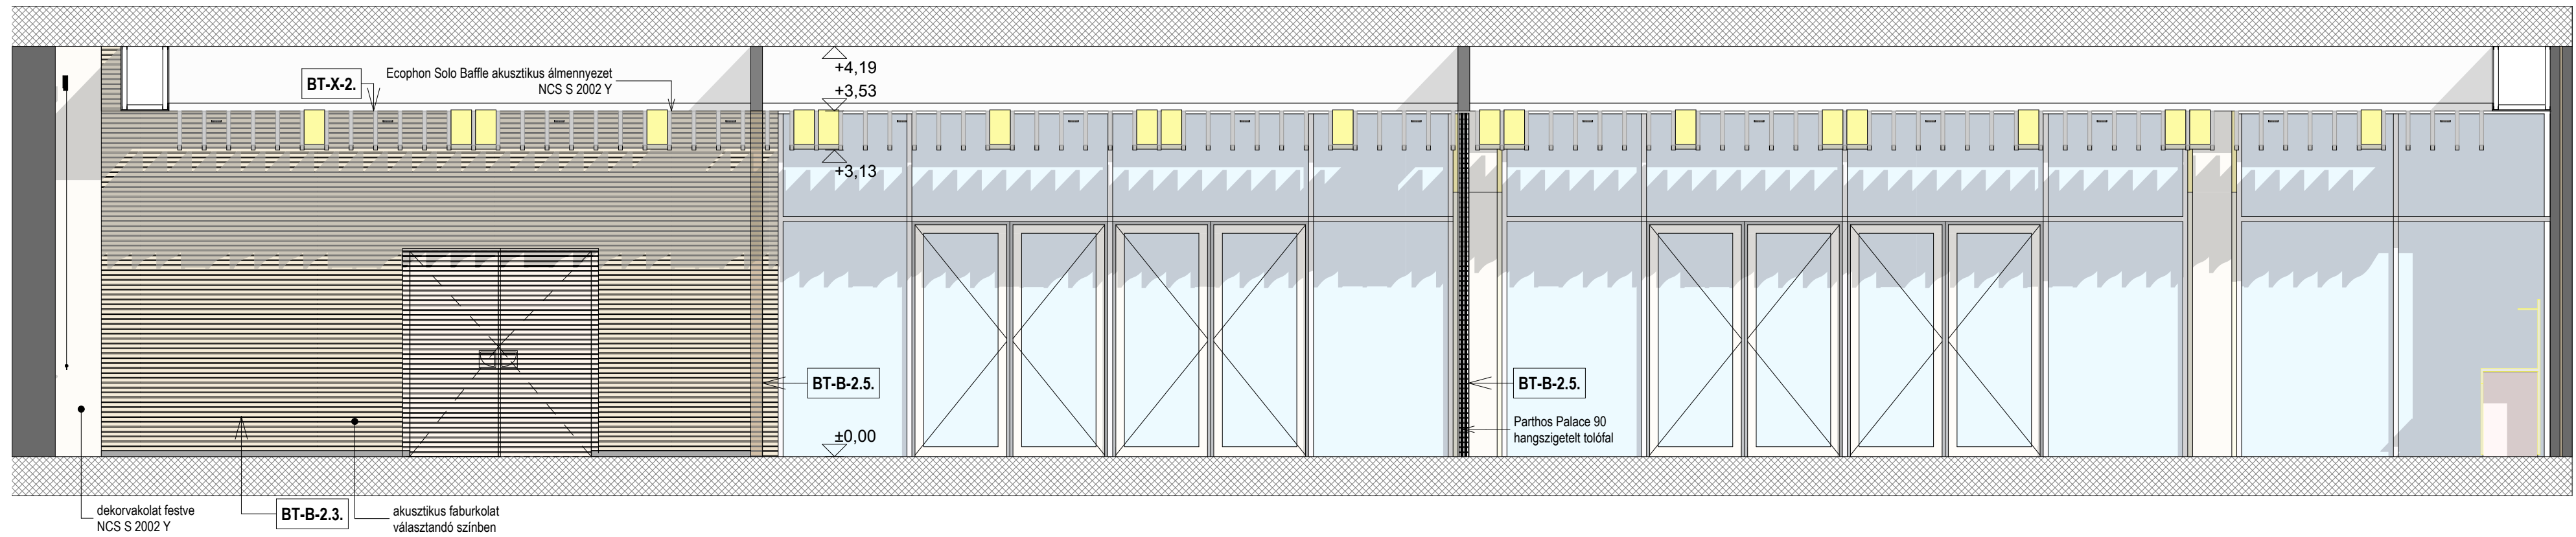 BT-X-2.
Ecophon Solo Baffle akusztikus álmennyezet
NCS S 2002 Y
+4,19
+3,53
+3,13
BT-B-2.5.
±0,00
BT-B-2.5.
Parthos Palace 90
hangszigetelt tolófal
dekorvakolat festve
NCS S 2002 Y
BT-B-2.3.
akusztikus faburkolat
választandó színben